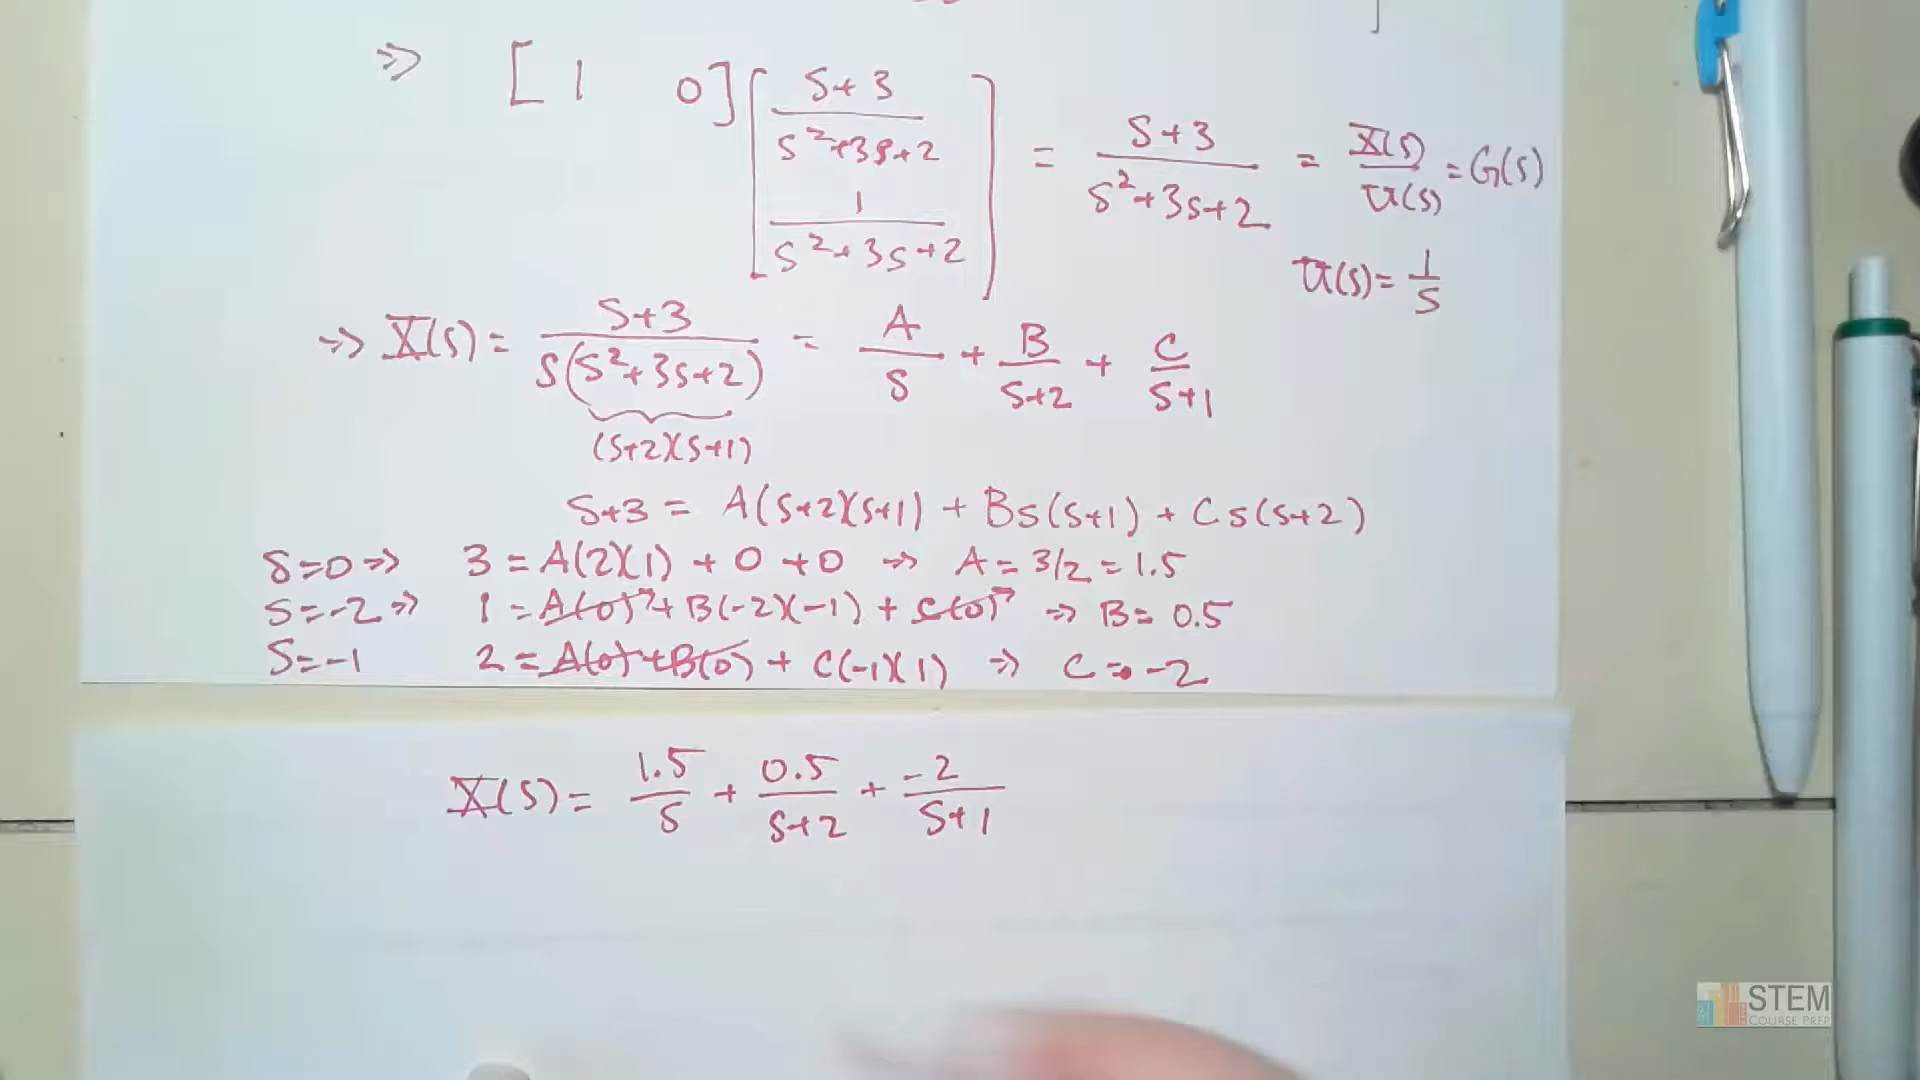 ⇒ [ 1 0 ] [ s+3 / s²+3s+2 ; 1 / s²+3s+2 ] = s+3 / s²+3s+2 = X(s) / U(s) = G(s)
U(s) = 1/s
⇒ X(s) = s+3 / s(s²+3s+2) = A/s + B/s+2 + C/s+1
(s+2)(s+1)
s+3 = A(s+2)(s+1) + Bs(s+1) + Cs(s+2)
s=0 ⇒ 3 = A(2)(1) + 0 + 0 ⇒ A = 3/2 = 1.5
s=-2 ⇒ 1 = A(0) + B(-2)(-1) + C(0) ⇒ B = 0.5
s=-1 2 = A(0) + B(0) + C(-1)(1) ⇒ C = -2
X(s) = 1.5/s + 0.5/s+2 + -2/s+1
STEM
COURSE PREP